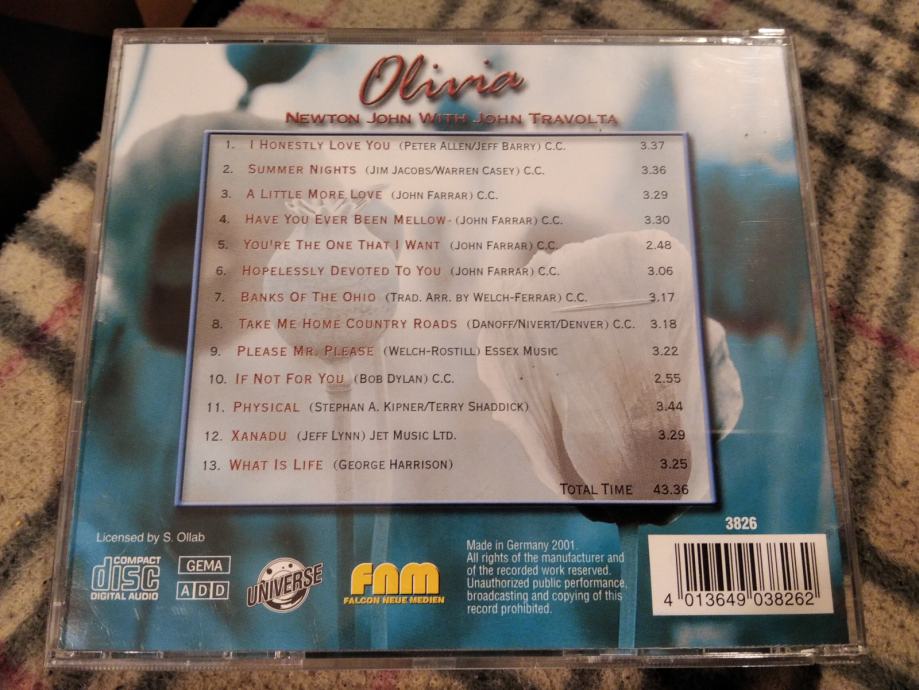 Olivia
NEWTON JOHN WITH JOHN TRAVOLTA
1. I HONESTLY LOVE YOU (PETER ALLEN/JEFF BARRY) C.C. 3.37
2. SUMMER NIGHTS (JIM JACOBS/WARREN CASEY) C.C. 3.36
3. A LITTLE MORE LOVE (JOHN FARRAR) C.C. 3.29
4. HAVE YOU EVER BEEN MELLOW- (JOHN FARRAR) C.C. 3.30
5. YOU'RE THE ONE THAT I WANT (JOHN FARRAR) C.C. 2.48
6. HOPELESSLY DEVOTED TO YOU (JOHN FARRAR) C.C. 3.06
7. BANKS OF THE OHIO (TRAD. ARR. BY WELCH-FERRAR) C.C. 3.17
8. TAKE ME HOME COUNTRY ROADS (DANOFF/NIVERT/DENVER) C.C. 3.18
9. PLEASE MR. PLEASE (WELCH-ROSTILL) ESSEX MUSIC 3.22
10. IF NOT FOR YOU (BOB DYLAN) C.C. 2.55
11. PHYSICAL (STEPHAN A. KIPNER/TERRY SHADDICK) 3.44
12. XANADU (JEFF LYNN) JET MUSIC LTD. 3.29
13. WHAT IS LIFE (GEORGE HARRISON) 3.25
TOTAL TIME 43.36
Licensed by S. Ollab
COMPACT
disc
DIGITAL AUDIO
GEMA
ADD
UNIVERSE
FNM
FALCON NEUE MEDIEN
Made in Germany 2001.
All rights of the manufacturer and
of the recorded work reserved.
Unauthorized public performance,
broadcasting and copying of this
record prohibited.
3826
4 013649 038262